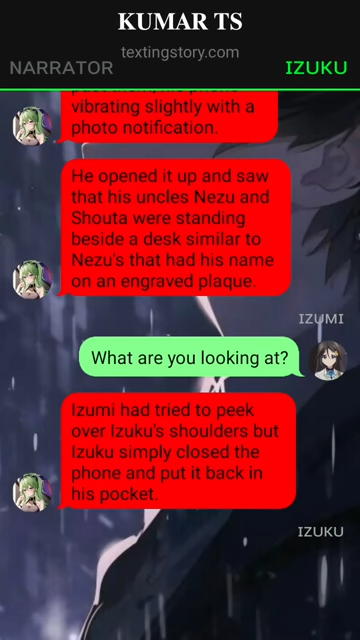 KUMAR TS
textingstory.com
NARRATOR
IZUKU
vibrating slightly with a
photo notification.
He opened it up and saw
that his uncles Nezu and
Shouta were standing
beside a desk similar to
Nezu's that had his name
on an engraved plaque.
IZUMI
What are you looking at?
Izumi had tried to peek
over Izuku's shoulders but
Izuku simply closed the
phone and put it back in
his pocket.
IZUKU